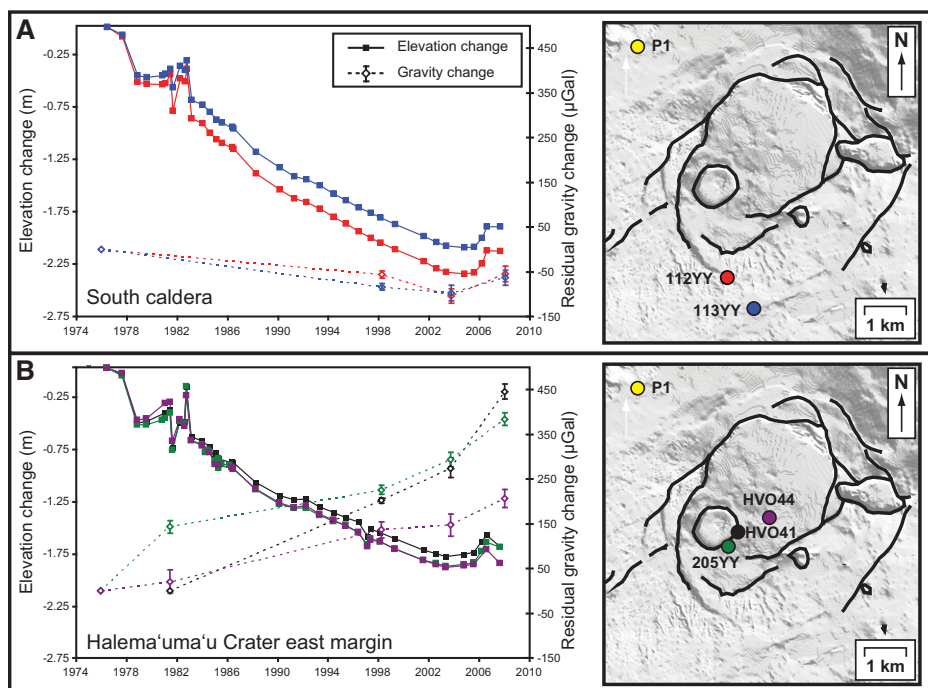 A
Elevation change
Gravity change
-0.25
-0.75
-1.25
-1.75
-2.25
-2.75
Elevation change (m)
450
350
250
150
50
-50
-150
Residual gravity change (µGal)
South caldera
1974 1978 1982 1986 1990 1994 1998 2002 2006 2010
P1
N
112YY
113YY
1 km
B
-0.25
-0.75
-1.25
-1.75
-2.25
-2.75
Elevation change (m)
450
350
250
150
50
-50
-150
Residual gravity change (µGal)
Halemaʻumaʻu Crater east margin
1974 1978 1982 1986 1990 1994 1998 2002 2006 2010
P1
N
HVO44
HVO41
205YY
1 km